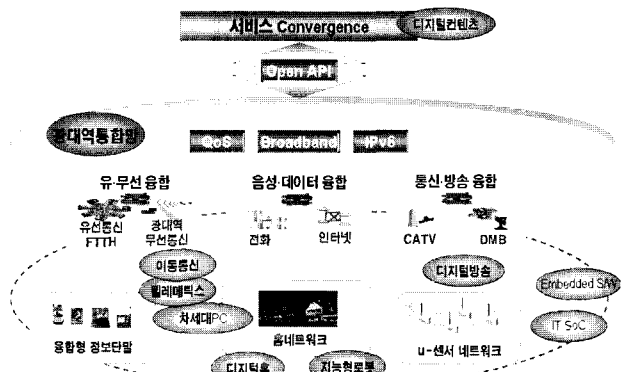 서비스 Convergence
디지털컨텐츠
Open API
광대역통합망
QoS
Broadband
IPv6
유·무선 융합
음성·데이터 융합
통신·방송 융합
유선통신
FTTH
광대역
무선통신
전화
인터넷
CATV
DMB
이동통신
텔레메틱스
차세대PC
디지털방송
Embedded S/W
IT SoC
융합형 정보단말
홈네트워크
u-센서 네트워크
디지털홈
지능형로봇